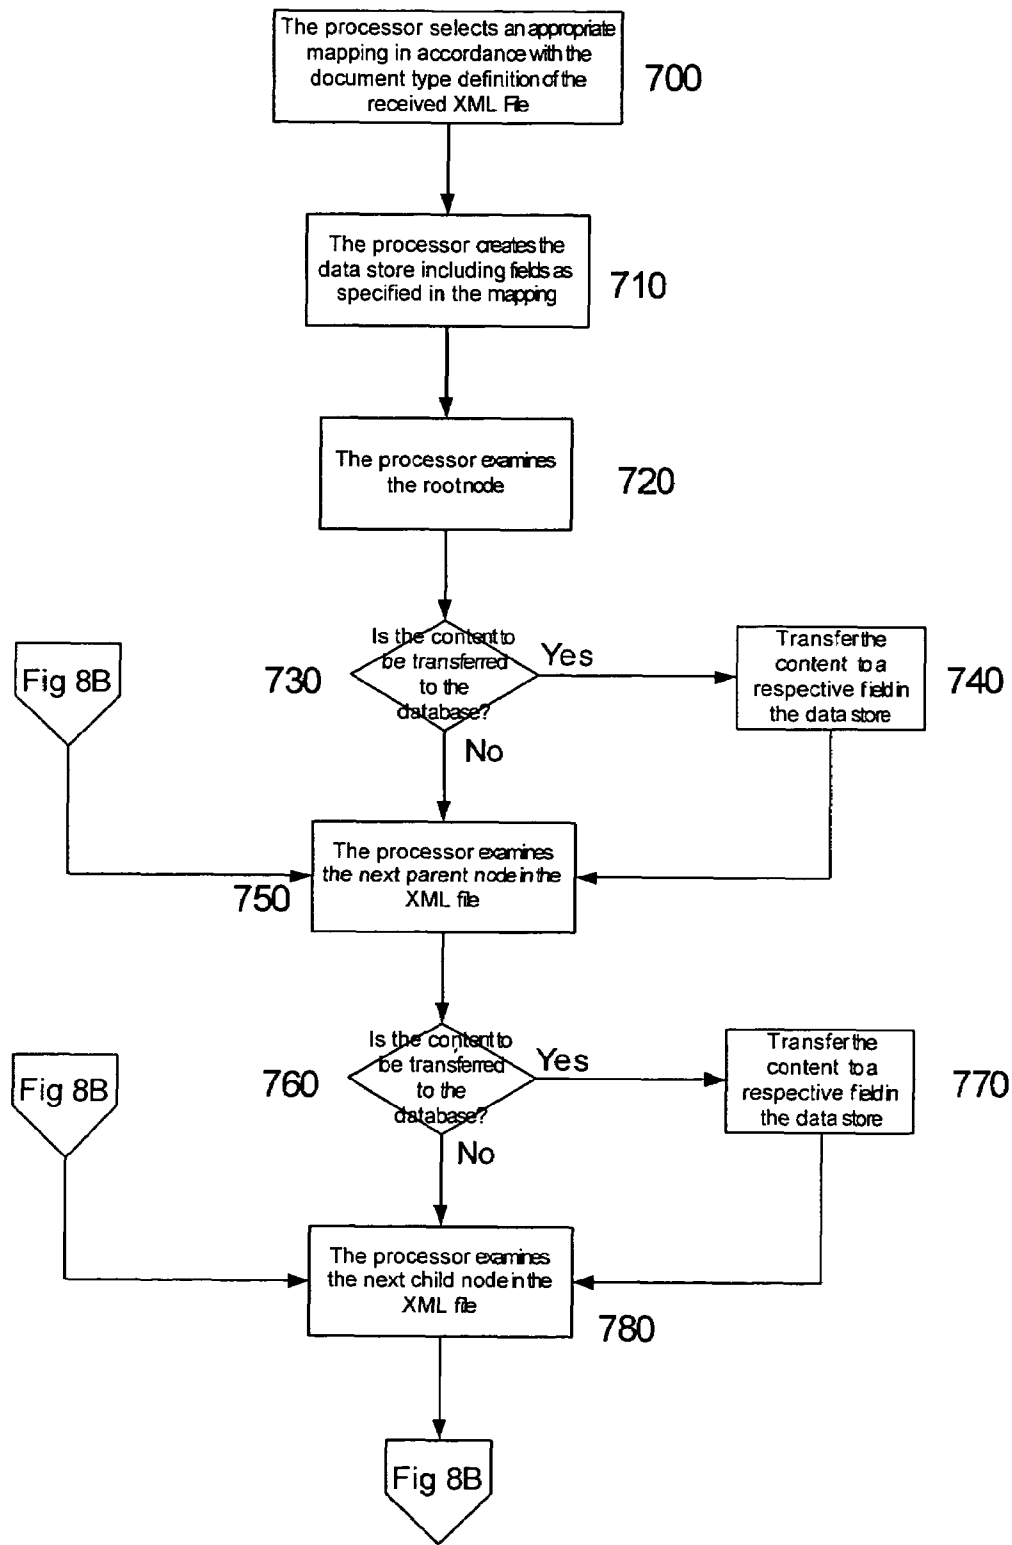 The processor selects an appropriate
mapping in accordance with the
document type definition of the
received XML File
700
The processor creates the
data store including fields as
specified in the mapping
710
The processor examines
the root node
720
Is the content to
be transferred
to the
database?
730
Yes
No
Transfer the
content to a
respective field in
the data store
740
Fig 8B
The processor examines
the next parent node in the
XML file
750
Is the content to
be transferred
to the
database?
760
Yes
No
Transfer the
content to a
respective field in
the data store
770
Fig 8B
The processor examines
the next child node in the
XML file
780
Fig 8B